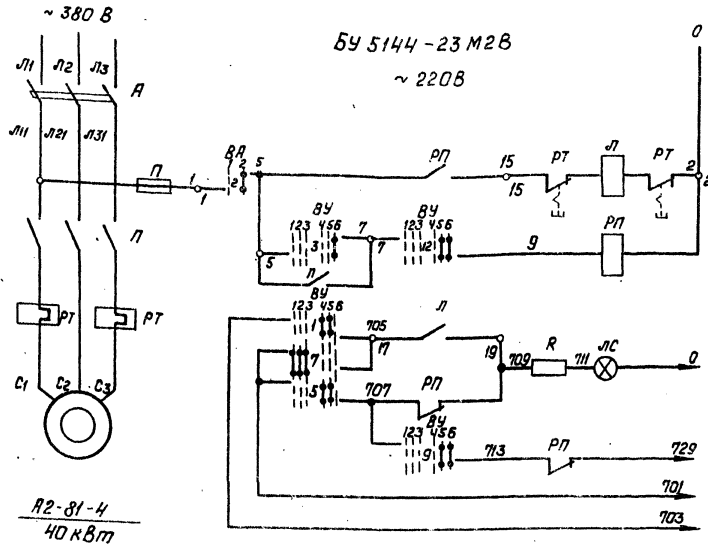 ~ 380 В
БУ 5144-23 М2В
~ 220В
0
Л1 Л2 Л3 А
Л11 Л21 Л31
П
1
1
ВА
1 2
2
5
РП
15
15
РТ
Л
РТ
2
2
ВУ
123 456
3
5
7
7
ВУ
123 456
12
9
РП
Л
П
ВУ
123 456
1
705
17
Л
19
709
R
711
ЛС
0
7
РТ
РТ
5
707
РП
С1 С2 С3
ВУ
123 456
9
713
РП
729
701
703
А2-81-4
40 кВт